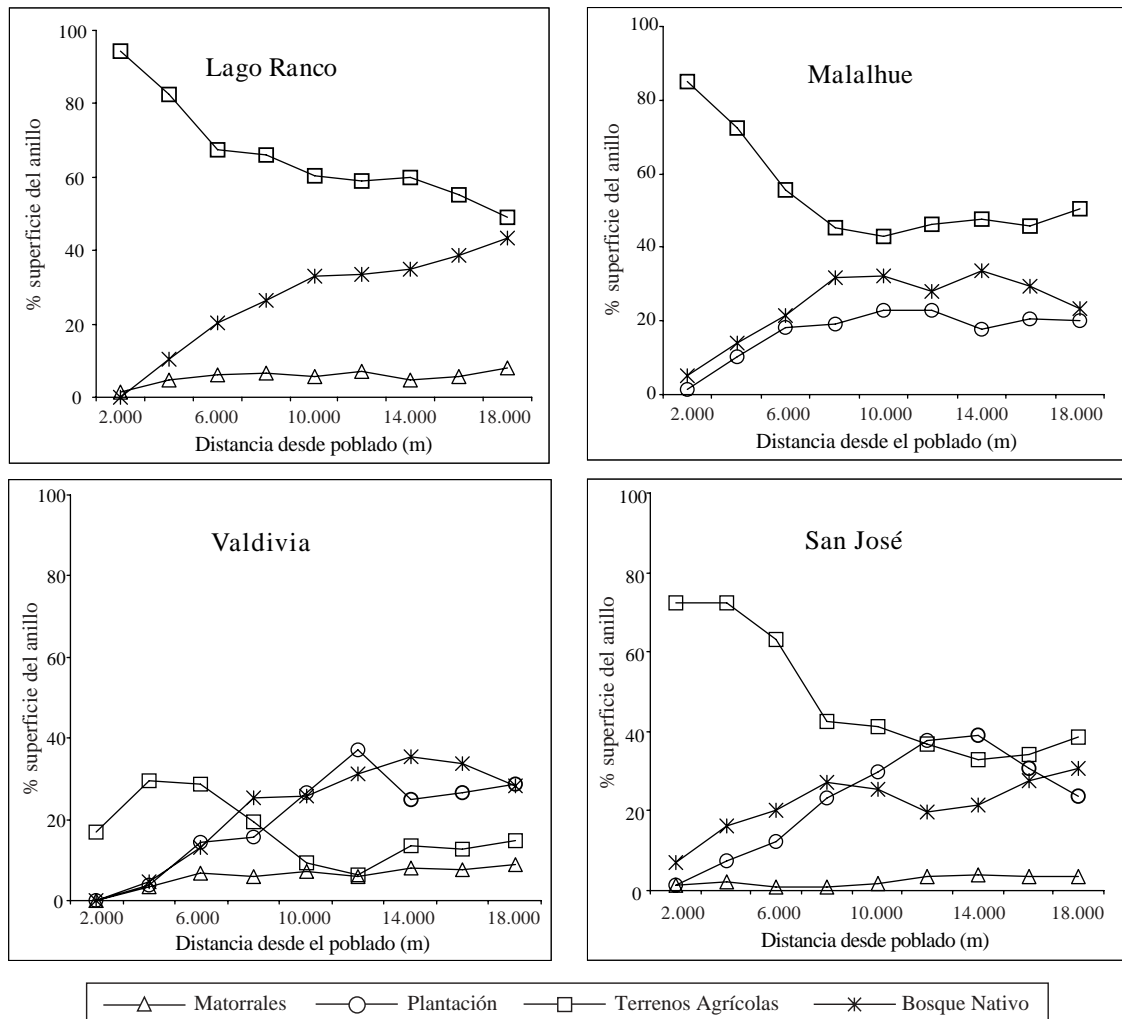 Lago Ranco
% superficie del anillo
100
80
60
40
20
0
2.000 6.000 10.000 14.000 18.000
Distancia desde poblado (m)
Malalhue
% superficie del anillo
100
80
60
40
20
0
2.000 6.000 10.000 14.000 18.000
Distancia desde el poblado (m)
Valdivia
% superficie del anillo
100
80
60
40
20
0
2.000 6.000 10.000 14.000 18.000
Distancia desde el poblado (m)
San José
% superficie del anillo
100
80
60
40
20
0
2.000 6.000 10.000 14.000 18.000
Distancia desde poblado (m)
Matorrales Plantación Terrenos Agrícolas Bosque Nativo